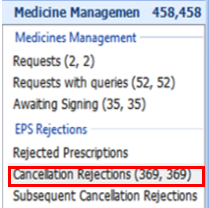 Medicine Managemen 458,458
Medicines Management
Requests (2, 2)
Requests with queries (52, 52)
Awaiting Signing (35, 35)
EPS Rejections
Rejected Prescriptions
Cancellation Rejections (369, 369)
Subsequent Cancellation Rejections